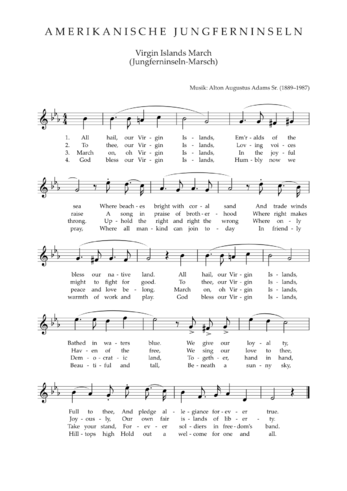 AMERIKANISCHE JUNGFERNINSELN
Virgin Islands March
(Jungferninseln-Marsch)
Musik: Alton Augustus Adams Sr. (1889–1987)
1. All hail, our Vir - gin Is - lands, Em'r - alds of the
2. To thee, our Vir - gin Is - lands, Lov - ing voi - ces
3. March on, oh Vir - gin Is - lands, In the joy - ful
4. God bless our Vir - gin Is - lands, Hum - bly now we
sea Where beach - es bright with cor - al sand And trade winds
raise A song in praise of broth - er - hood Where right makes
throng. Up - hold the right and right the wrong Where on - ly
pray, Where all man - kind can join to - day In friend - ly
bless our na - tive land. All hail, our Vir - gin Is - lands,
might to fight for good. To thee, our Vir - gin Is - lands,
peace and love be - long. March on, oh Vir - gin Is - lands,
warmth of work and play. God bless our Vir - gin Is - lands,
Bathed in wa - ters blue. We give our loy - al ty,
Hav - en of the free, We sing our love to thee,
Dem - o - crat - ic land, To - geth - er, hand in hand,
Beau - ti - ful and tall, Be - neath a sun - ny sky,
Full to thee, And pledge al - le - giance for - ev - er true.
Joy - ous - ly, Our own fair is - lands of lib - er - ty.
Take your stand, For - ev - er sol - diers in free - dom's band.
Hill - tops high Hold out a wel - come for one and all.